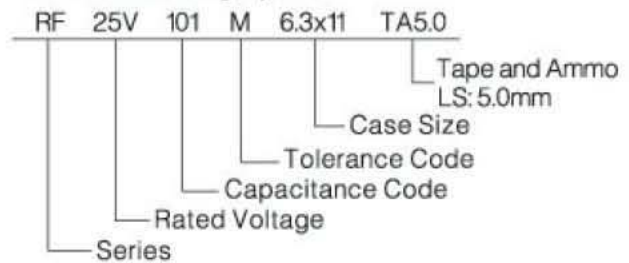 RF 25V 101 M 6.3x11 TA5.0
Tape and Ammo
LS: 5.0mm
Case Size
Tolerance Code
Capacitance Code
Rated Voltage
Series